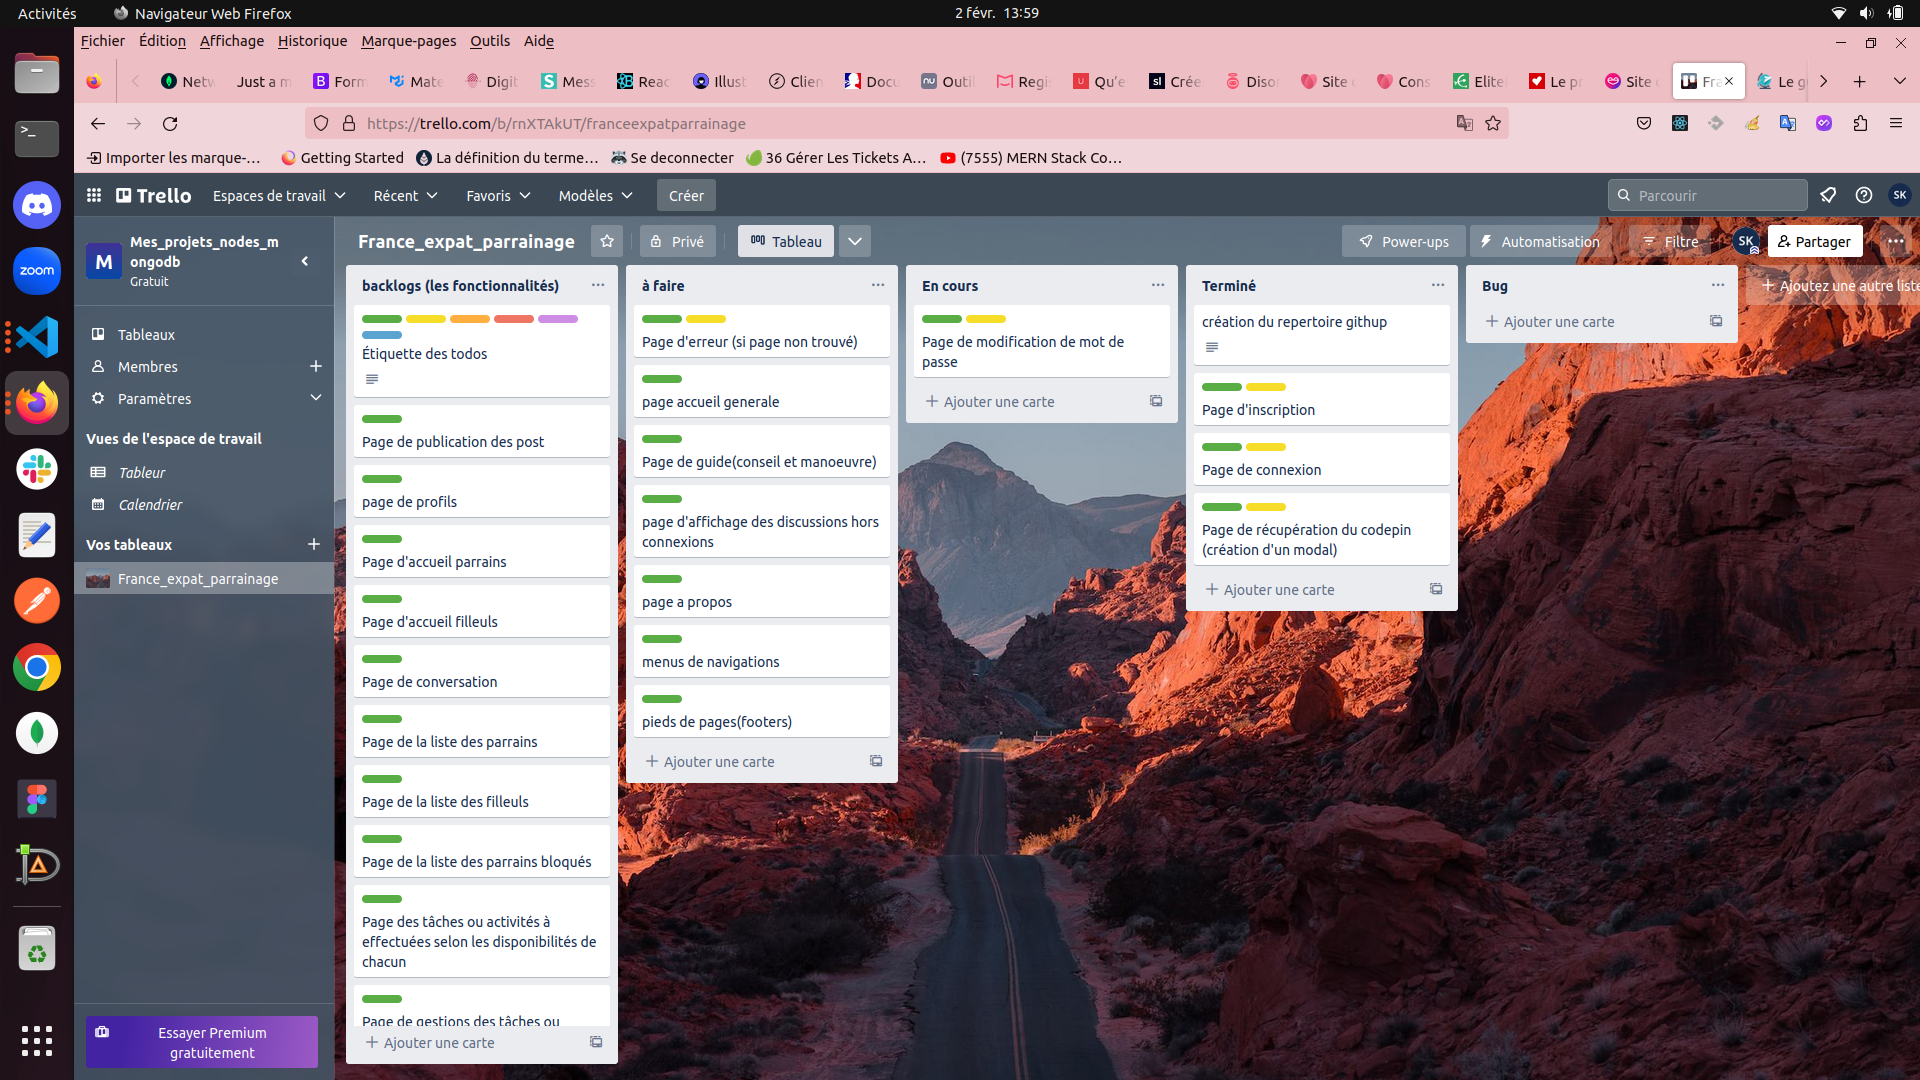 Activités
Navigateur Web Firefox
2 févr. 13:59
Fichier Édition Affichage Historique Marque-pages Outils Aide
Netw
Just a m
Form
Mate
Digit
Mess
Reac
Illust
Clien
Docu
Outil
Regis
Qu'e
Crée
Disor
Site
Cons
Elite
Le pr
Site
Fra
Le g
https://trello.com/b/rnXTAkUT/franceexpatparrainage
Importer les marque-…
Getting Started
La définition du terme…
Se deconnecter
36 Gérer Les Tickets A…
(7555) MERN Stack Co…
Trello
Espaces de travail
Récent
Favoris
Modèles
Créer
Parcourir
SK
M
Mes_projets_nodes_m
ongodb
Gratuit
Tableaux
Membres
Paramètres
Vues de l'espace de travail
Tableur
Calendrier
Vos tableaux
France_expat_parrainage
Essayer Premium
gratuitement
zoom
France_expat_parrainage
Privé
Tableau
Power-ups
Automatisation
Filtre
SK
Partager
backlogs (les fonctionnalités)
Étiquette des todos
Page de publication des post
page de profils
Page d'accueil parrains
Page d'accueil filleuls
Page de conversation
Page de la liste des parrains
Page de la liste des filleuls
Page de la liste des parrains bloqués
Page des tâches ou activités à
effectuées selon les disponibilités de
chacun
Page de gestions des tâches ou
Ajouter une carte
à faire
Page d'erreur (si page non trouvé)
page accueil generale
Page de guide(conseil et manoeuvre)
page d'affichage des discussions hors
connexions
page a propos
menus de navigations
pieds de pages(footers)
Ajouter une carte
En cours
Page de modification de mot de
passe
Ajouter une carte
Terminé
création du repertoire githup
Page d'inscription
Page de connexion
Page de récupération du codepin
(création d'un modal)
Ajouter une carte
Bug
Ajouter une carte
Ajoutez une autre liste